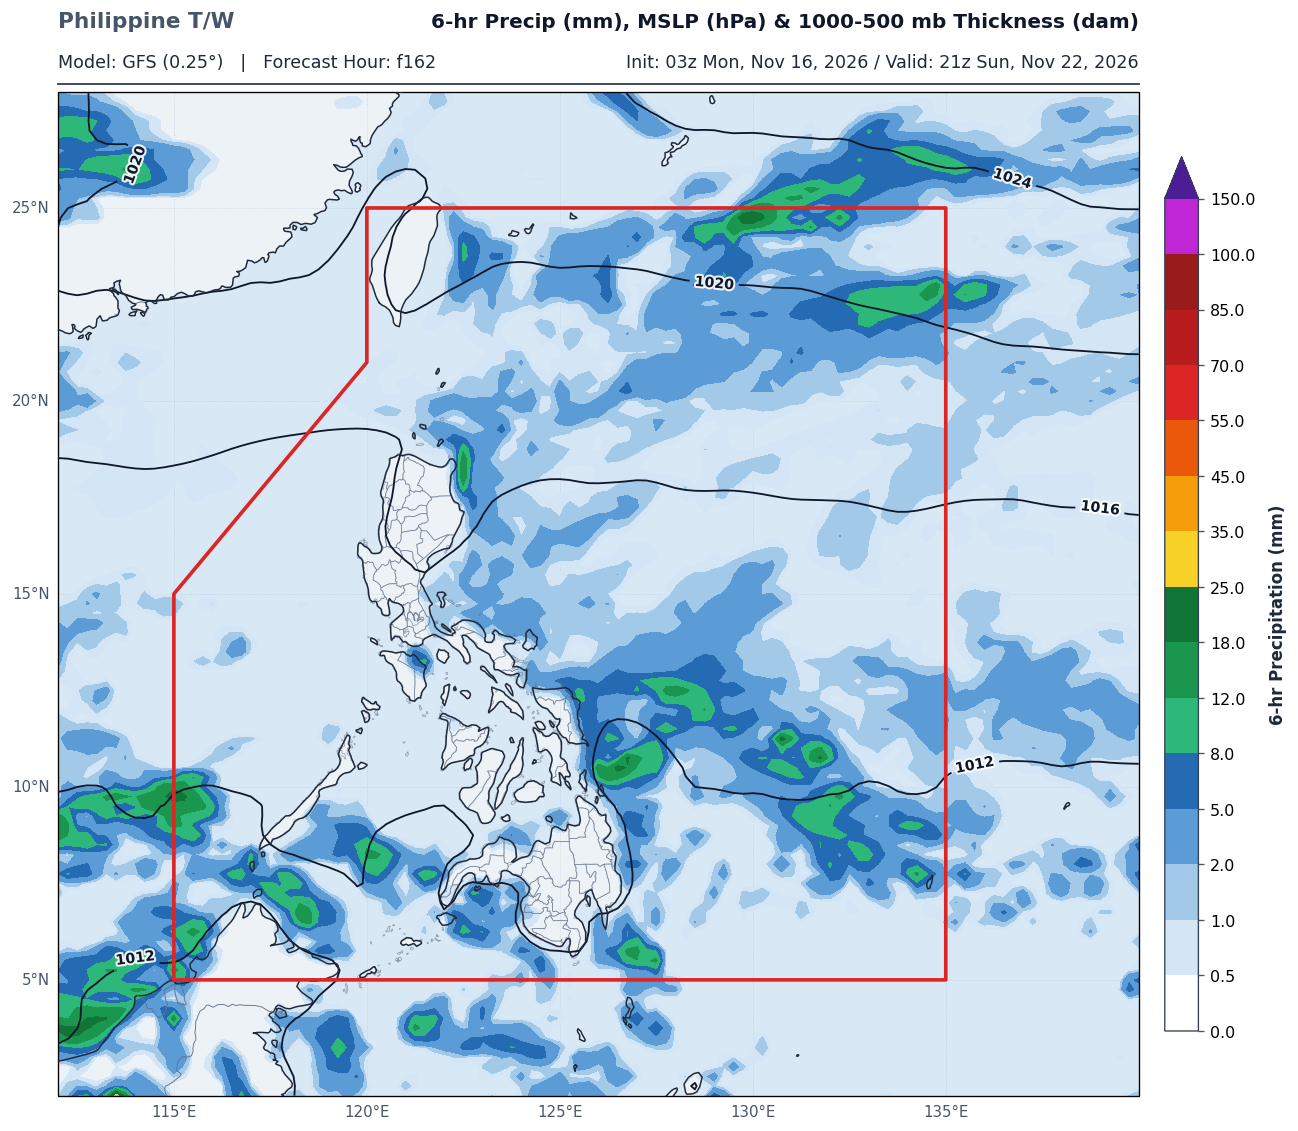 Philippine T/W
6-hr Precip (mm), MSLP (hPa) & 1000-500 mb Thickness (dam)
Model: GFS (0.25°) | Forecast Hour: f162
Init: 03z Mon, Nov 16, 2026 / Valid: 21z Sun, Nov 22, 2026
1020
1024
1020
1016
1012
1012
25°N
20°N
15°N
10°N
5°N
115°E
120°E
125°E
130°E
135°E
150.0
100.0
85.0
70.0
55.0
45.0
35.0
25.0
18.0
12.0
8.0
5.0
2.0
1.0
0.5
0.0
6-hr Precipitation (mm)